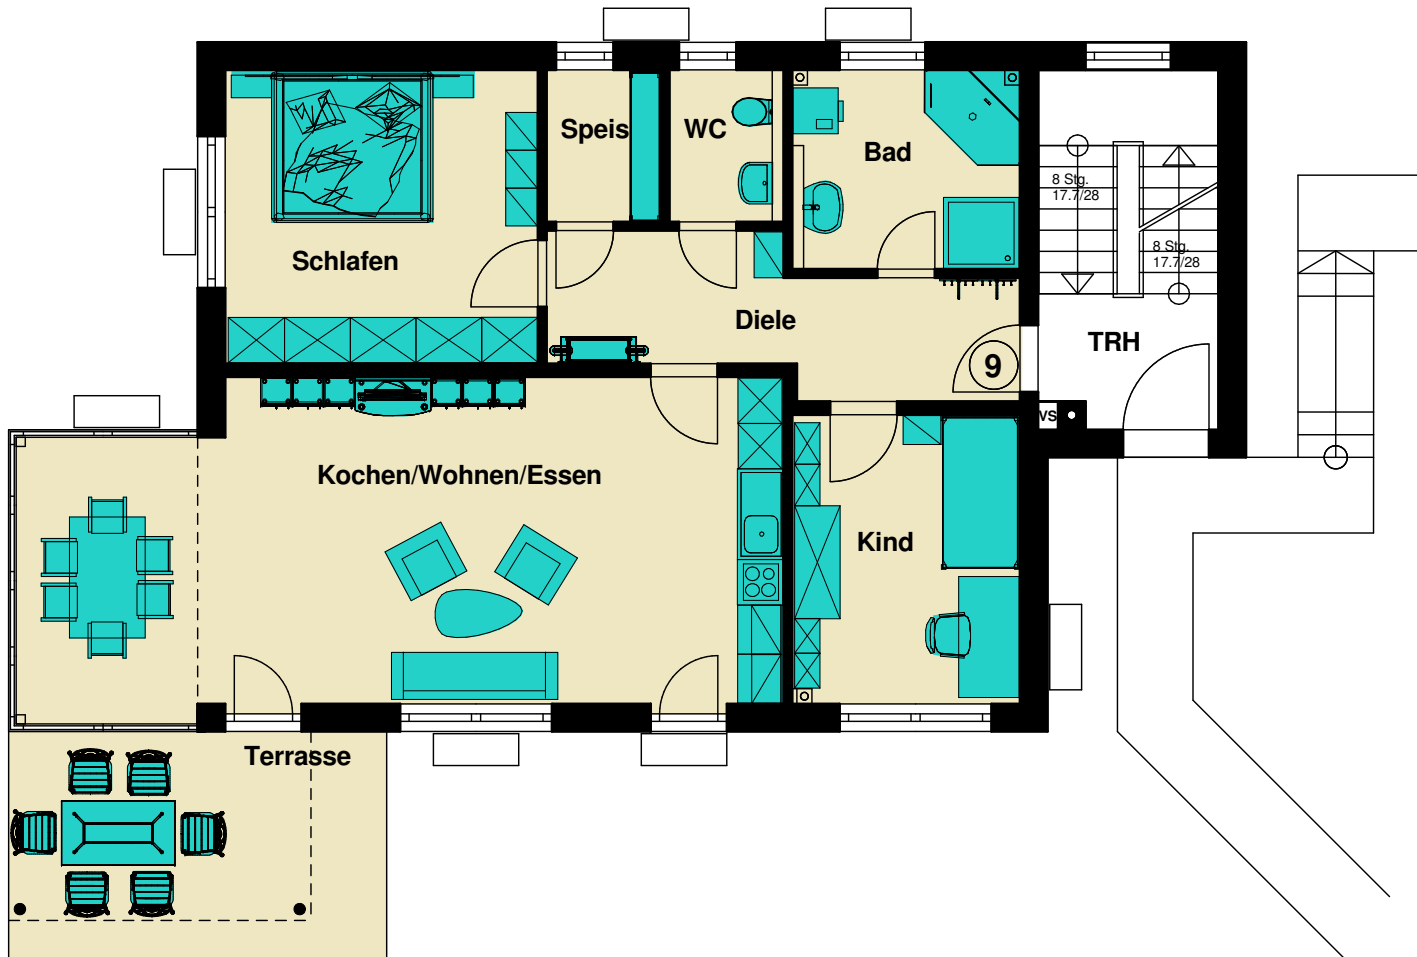 Speis
WC
Bad
8 Stg.
17.7/28
8 Stg.
17.7/28
Schlafen
Diele
TRH
9
VS
Kochen/Wohnen/Essen
Kind
Terrasse